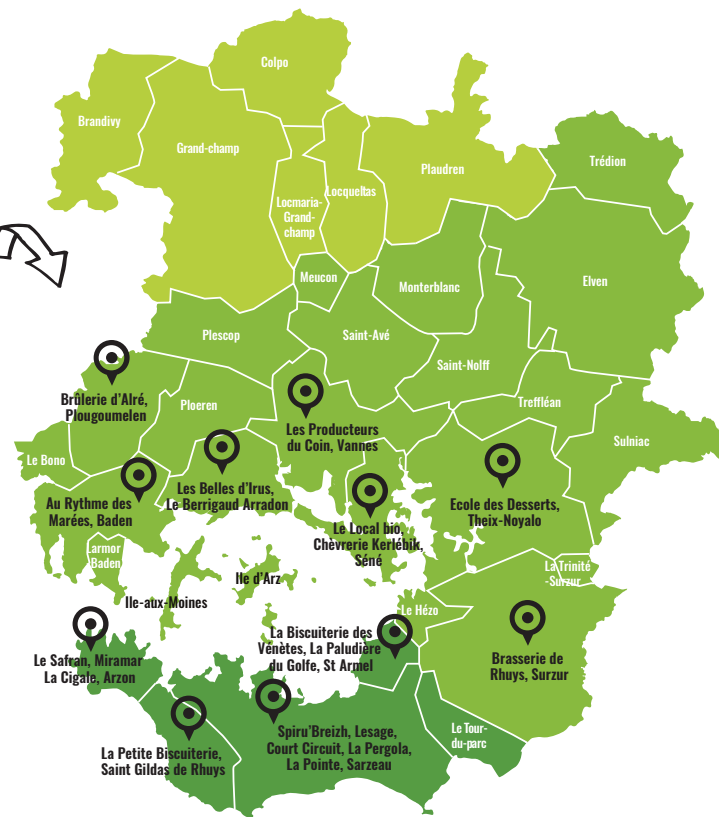 Colpo
Brandivy
Grand-champ
Plaudren
Trédion
Locqueltas
Locmaria-
Grand-
champ
Meucon
Monterblanc
Elven
Plescop
Saint-Avé
Saint-Nolff
Brûlerie d'Alré,
Plougoumelen
Ploeren
Treffléan
Les Producteurs
du Coin, Vannes
Sulniac
Le Bono
Les Belles d'Irus,
Le Berrigaud Arradon
Au Rythme des
Marées, Baden
Ecole des Desserts,
Theix-Noyalo
Le Local bio,
Chèvrerie Kerlébik,
Séné
Larmor
Baden
Ile d'Arz
La Trinité
-Surzur
Ile-aux-Moines
Le Hézo
La Biscuiterie des
Vénètes, La Paludière
du Golfe, St Armel
Le Safran, Miramar
La Cigale, Arzon
Brasserie de
Rhuys, Surzur
Spiru'Breizh, Lesage,
Court Circuit, La Pergola,
La Pointe, Sarzeau
Le Tour-
du-parc
La Petite Biscuiterie,
Saint Gildas de Rhuys